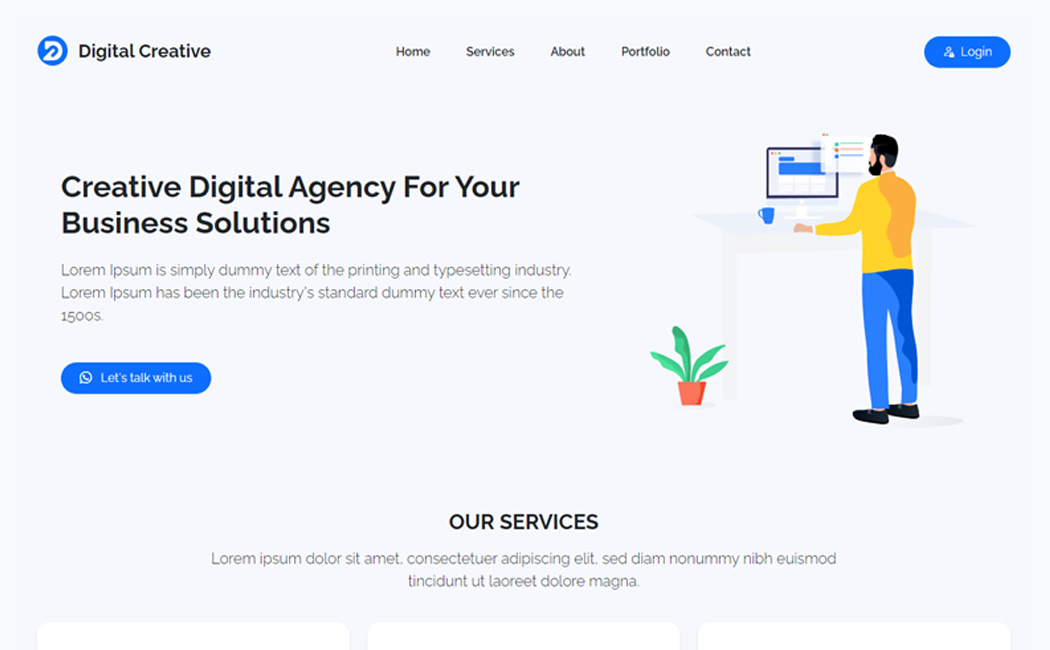 Digital Creative
Home Services About Portfolio Contact
Login
Creative Digital Agency For Your
Business Solutions
Lorem Ipsum is simply dummy text of the printing and typesetting industry.
Lorem Ipsum has been the industry's standard dummy text ever since the
1500s.
Let's talk with us
OUR SERVICES
Lorem ipsum dolor sit amet, consectetuer adipiscing elit, sed diam nonummy nibh euismod
tincidunt ut laoreet dolore magna.